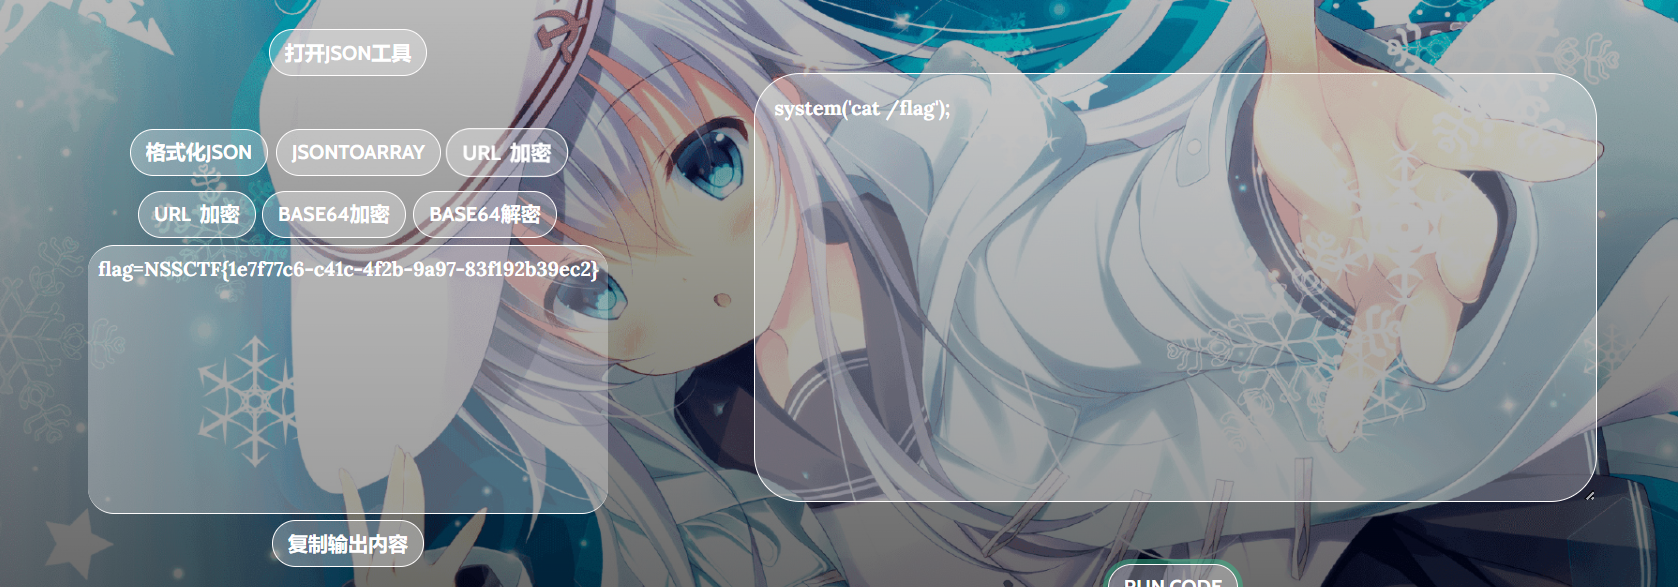 打开JSON工具
格式化JSON JSONTOARRAY URL 加密
URL 加密 BASE64加密 BASE64解密
flag=NSSCTF{1e7f77c6-c41c-4f2b-9a97-83f192b39ec2}
复制输出内容
system('cat /flag');
RUN CODE